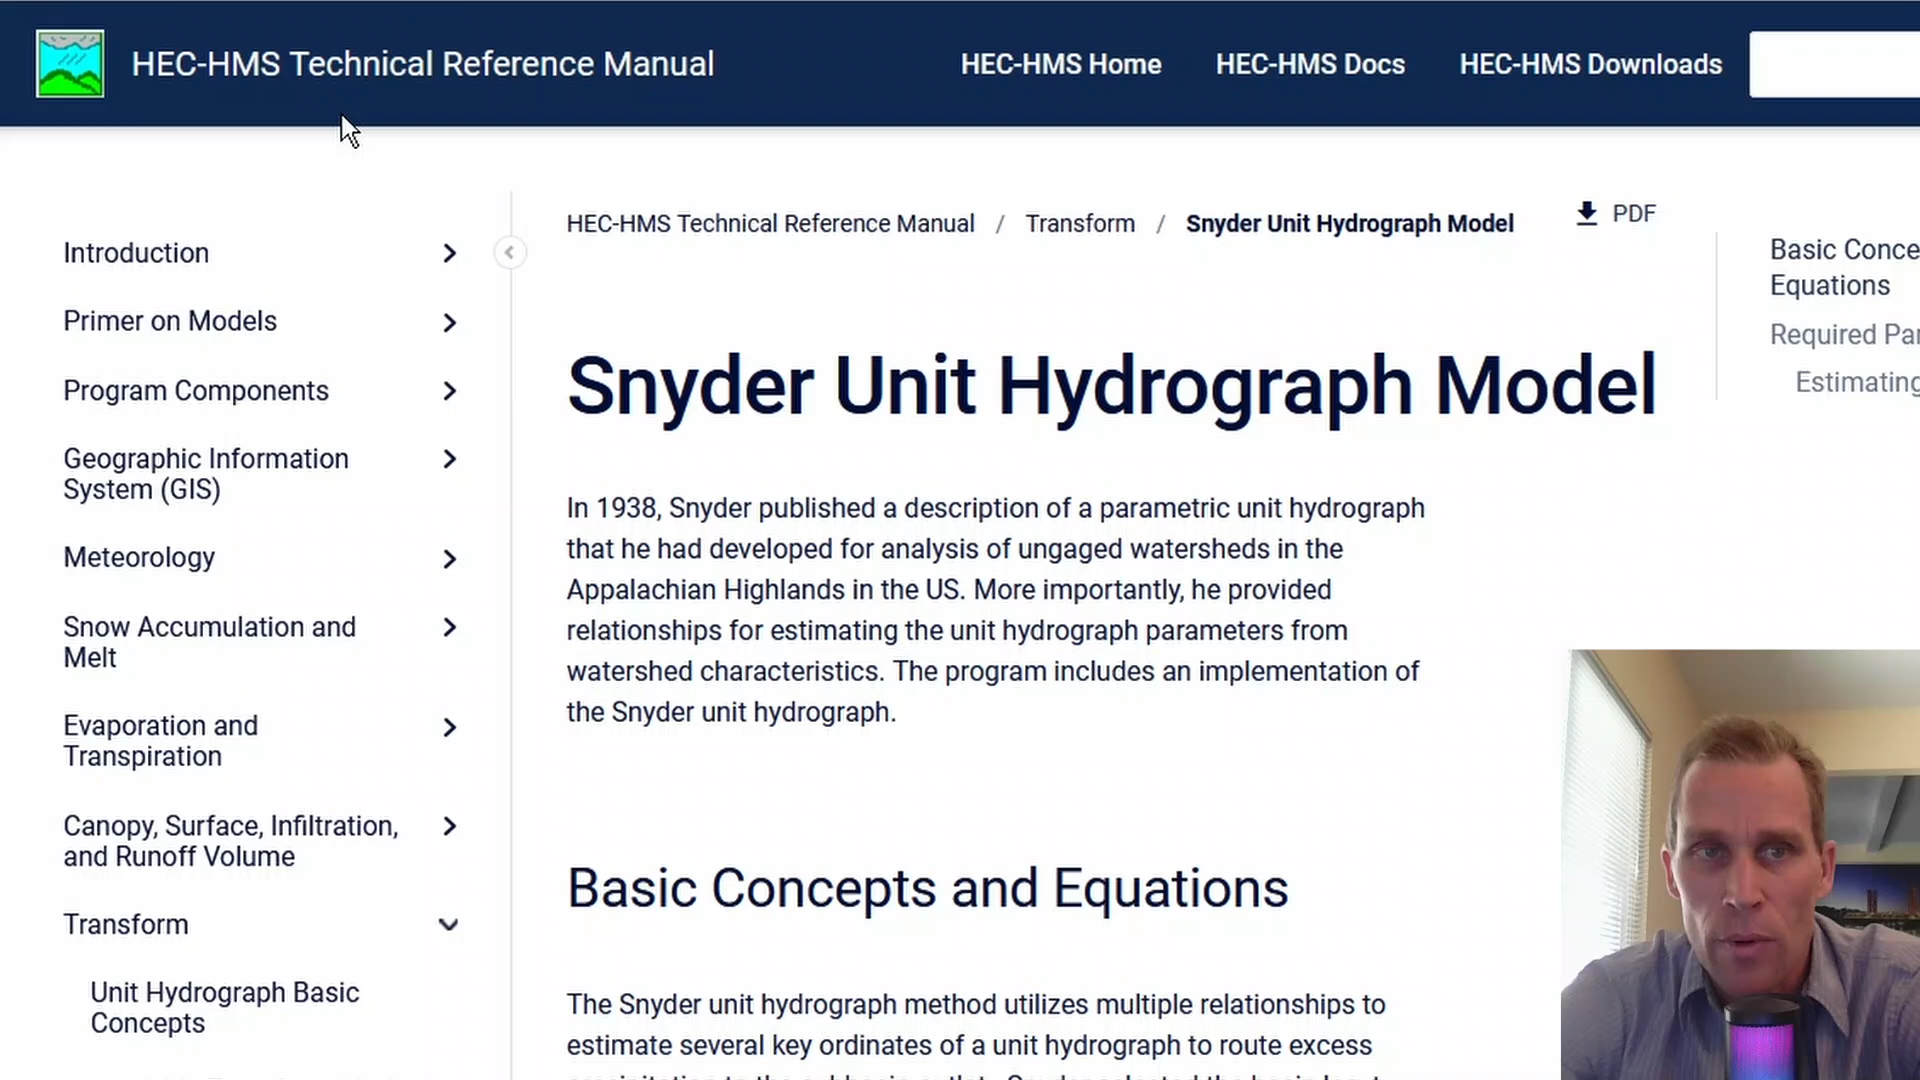 HEC-HMS Technical Reference Manual
HEC-HMS Home
HEC-HMS Docs
HEC-HMS Downloads
Introduction
Primer on Models
Program Components
Geographic Information
System (GIS)
Meteorology
Snow Accumulation and
Melt
Evaporation and
Transpiration
Canopy, Surface, Infiltration,
and Runoff Volume
Transform
Unit Hydrograph Basic
Concepts
HEC-HMS Technical Reference Manual / Transform / Snyder Unit Hydrograph Model
PDF
Snyder Unit Hydrograph Model
In 1938, Snyder published a description of a parametric unit hydrograph
that he had developed for analysis of ungaged watersheds in the
Appalachian Highlands in the US. More importantly, he provided
relationships for estimating the unit hydrograph parameters from
watershed characteristics. The program includes an implementation of
the Snyder unit hydrograph.
Basic Concepts and Equations
The Snyder unit hydrograph method utilizes multiple relationships to
estimate several key ordinates of a unit hydrograph to route excess
Basic Conce
Equations
Required Par
Estimating